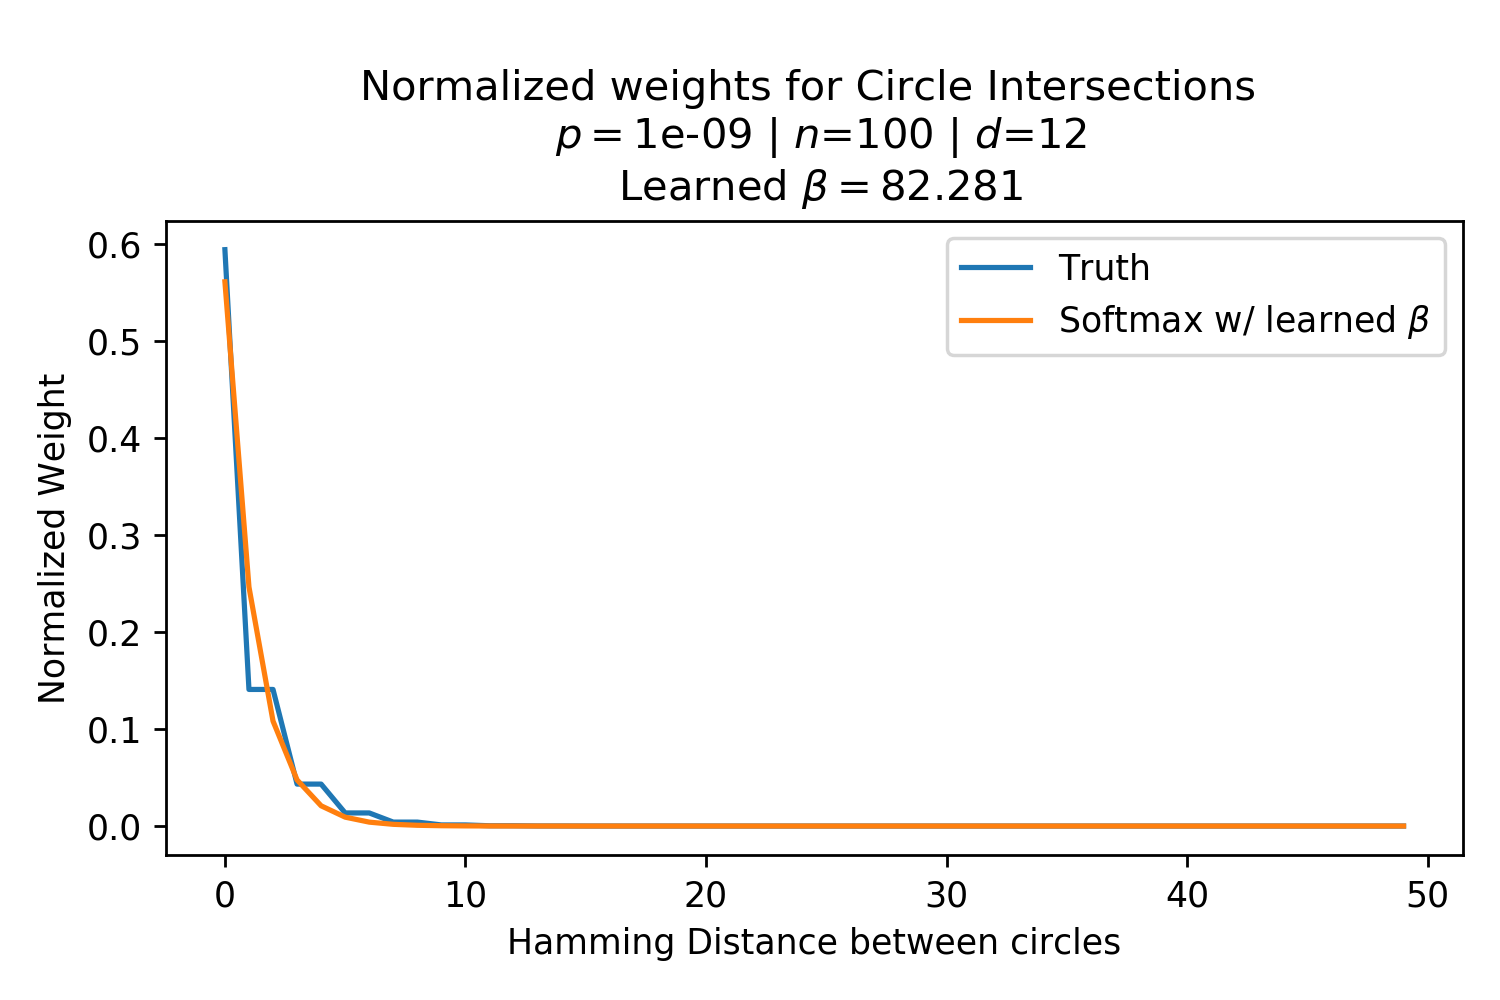 Normalized weights for Circle Intersections
p = 1e-09 | n=100 | d=12
Learned β = 82.281
Truth
Softmax w/ learned β
Normalized Weight
0.6
0.5
0.4
0.3
0.2
0.1
0.0
0 10 20 30 40 50
Hamming Distance between circles